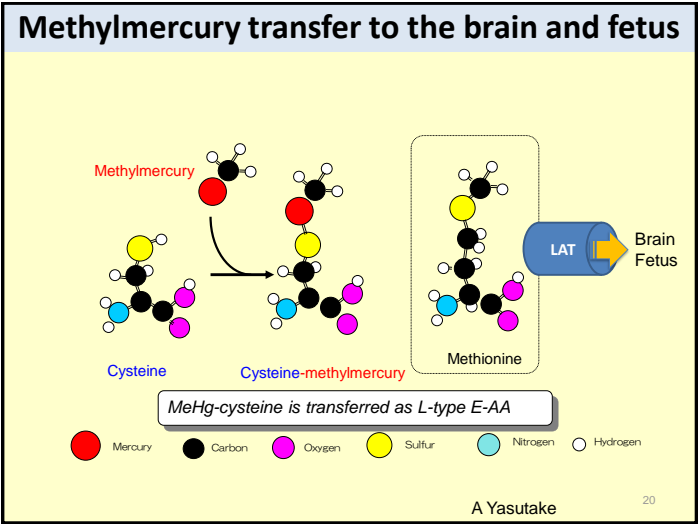 Methylmercury transfer to the brain and fetus
Methylmercury
LAT
Brain
Fetus
Cysteine
Cysteine-methylmercury
Methionine
MeHg-cysteine is transferred as L-type E-AA
Mercury
Carbon
Oxygen
Sulfur
Nitrogen
Hydrogen
A Yasutake
20